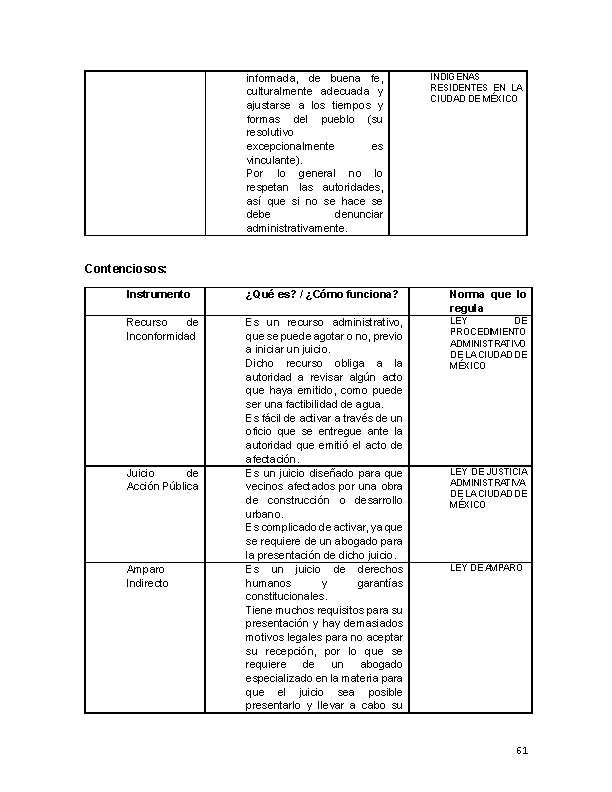 informada, de buena fe,
culturalmente adecuada y
ajustarse a los tiempos y
formas del pueblo (su
resolutivo
excepcionalmente es
vinculante).
Por lo general no lo
respetan las autoridades,
así que si no se hace se
debe denunciar
administrativamente.
INDIGENAS
RESIDENTES EN LA
CIUDAD DE MÉXICO
Contenciosos:
Instrumento
¿Qué es? / ¿Cómo funciona?
Norma que lo
regula
Recurso de
Inconformidad
Es un recurso administrativo,
que se puede agotar o no, previo
a iniciar un juicio.
Dicho recurso obliga a la
autoridad a revisar algún acto
que haya emitido, como puede
ser una factibilidad de agua.
Es fácil de activar a través de un
oficio que se entregue ante la
autoridad que emitió el acto de
afectación.
LEY DE
PROCEDIMIENTO
ADMINISTRATIVO
DE LA CIUDAD DE
MÉXICO
Juicio de
Acción Pública
Es un juicio diseñado para que
vecinos afectados por una obra
de construcción o desarrollo
urbano.
Es complicado de activar, ya que
se requiere de un abogado para
la presentación de dicho juicio.
LEY DE JUSTICIA
ADMINISTRATIVA
DE LA CIUDAD DE
MÉXICO
Amparo
Indirecto
Es un juicio de derechos
humanos y garantías
constitucionales.
Tiene muchos requisitos para su
presentación y hay demasiados
motivos legales para no aceptar
su recepción, por lo que se
requiere de un abogado
especializado en la materia para
que el juicio sea posible
presentarlo y llevar a cabo su
LEY DE AMPARO
61